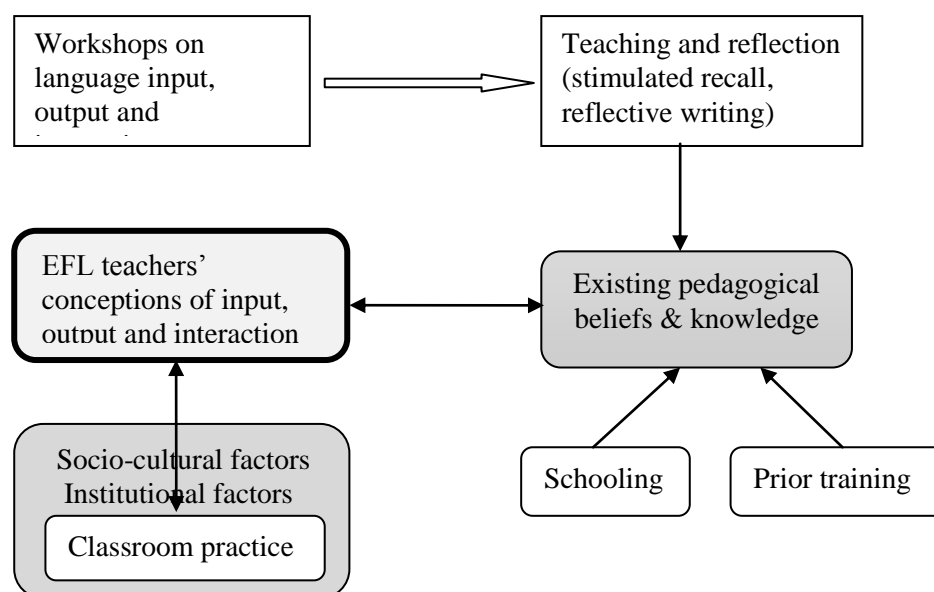 Workshops on
language input,
output and
Teaching and reflection
(stimulated recall,
reflective writing)
EFL teachers’
conceptions of input,
output and interaction
Existing pedagogical
beliefs & knowledge
Socio-cultural factors
Institutional factors
Classroom practice
Schooling
Prior training